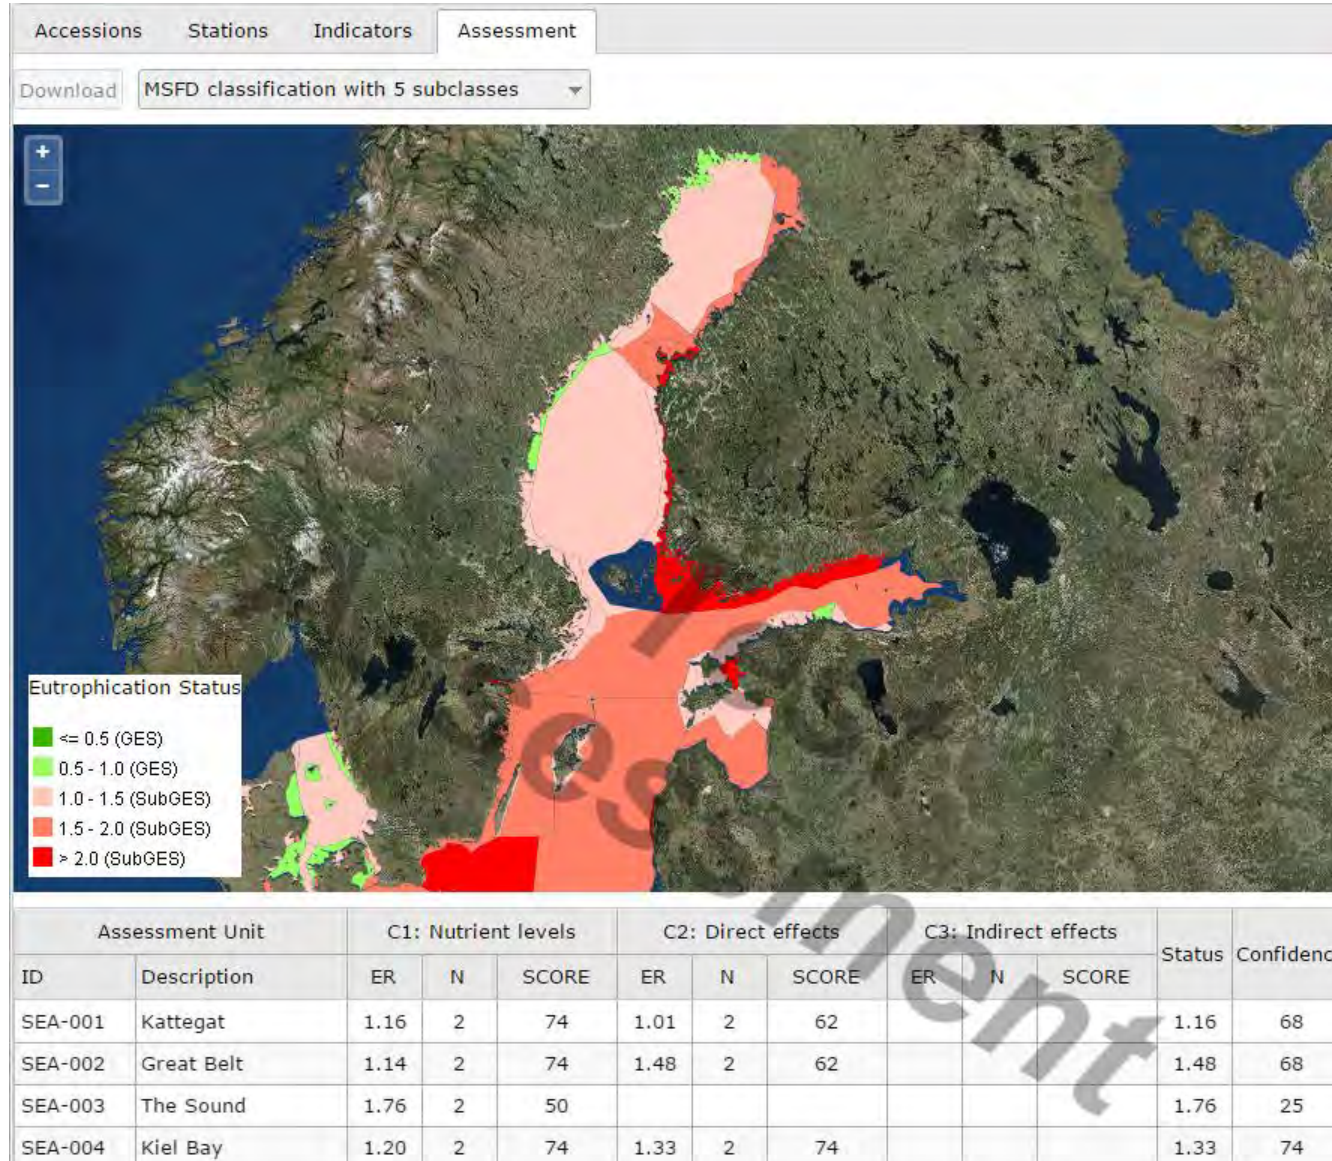 Accessions Stations Indicators Assessment
Download MSFD classification with 5 subclasses
+
-
Eutrophication Status
<= 0.5 (GES)
0.5 - 1.0 (GES)
1.0 - 1.5 (SubGES)
1.5 - 2.0 (SubGES)
> 2.0 (SubGES)
Assessment Unit C1: Nutrient levels C2: Direct effects C3: Indirect effects Status Confidenc
ID Description ER N SCORE ER N SCORE ER N SCORE
SEA-001 Kattegat 1.16 2 74 1.01 2 62 1.16 68
SEA-002 Great Belt 1.14 2 74 1.48 2 62 1.48 68
SEA-003 The Sound 1.76 2 50 1.76 25
SEA-004 Kiel Bay 1.20 2 74 1.33 2 74 1.33 74